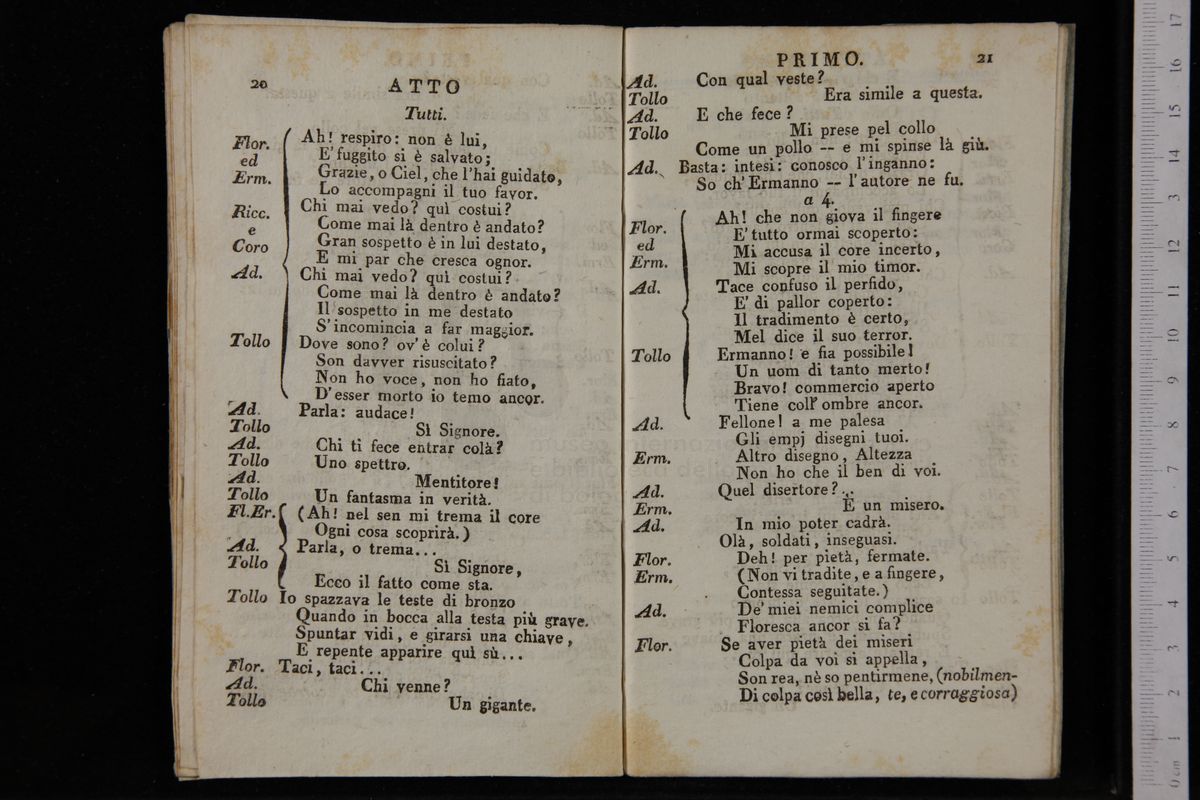 20 ATTO
Tutti.
Flor. Ah! respiro: non è lui,
ed E' fuggito si è salvato;
Erm. Grazie, o Ciel, che l'hai guidato,
Lo accompagni il tuo favor.
Ricc. Chi mai vedo? quì costui?
e Come mai là dentro è andato?
Coro Gran sospetto è in lui destato,
E mi par che cresca ognor.
Ad. Chi mai vedo? quì costui?
Come mai là dentro è andato?
Il sospetto in me destato
S'incomincia a far maggior.
Tollo Dove sono? ov'è colui?
Son davver risuscitato?
Non ho voce, non ho fiato,
D'esser morto io temo ancor.
Ad. Parla: audace!
Tollo Sì Signore.
Ad. Chi ti fece entrar colà?
Tollo Uno spettro.
Ad. Mentitore!
Tollo Un fantasma in verità.
Fl.Er. (Ah! nel sen mi trema il core
Ogni cosa scoprirà.)
Ad. Parla, o trema...
Tollo Sì Signore,
Ecco il fatto come sta.
Tollo Io spazzava le teste di bronzo
Quando in bocca alla testa più grave.
Spuntar vidi, e girarsi una chiave,
E repente apparire quì sù...
Flor. Taci, taci...
Ad. Chi venne?
Tollo Un gigante.
PRIMO. 21
Ad. Con qual veste?
Tollo Era simile a questa.
Ad. E che fece?
Tollo Mi prese pel collo
Come un pollo -- e mi spinse là giù.
Ad. Basta: intesi: conosco l'inganno:
So ch'Ermanno -- l'autore ne fu.
a 4.
Flor. Ah! che non giova il fingere
ed E' tutto ormai scoperto:
Erm. Mi accusa il core incerto,
Mi scopre il mio timor.
Ad. Tace confuso il perfido,
E' di pallor coperto:
Il tradimento è certo,
Mel dice il suo terror.
Tollo Ermanno! e fia possibile!
Un uom di tanto merto!
Bravo! commercio aperto
Tiene coll' ombre ancor.
Ad. Fellone! a me palesa
Gli empj disegni tuoi.
Erm. Altro disegno, Altezza
Non ho che il ben di voi.
Ad. Quel disertore?...
Erm. È un misero.
Ad. In mio poter cadrà.
Olà, soldati, inseguasi.
Flor. Deh! per pietà, fermate.
Erm. (Non vi tradite, e a fingere,
Contessa seguitate.)
Ad. De' miei nemici complice
Floresca ancor si fa?
Flor. Se aver pietà dei miseri
Colpa da voi si appella,
Son rea, nè so pentirmene, (nobilmen-
Di colpa così bella, te, e corraggiosa)